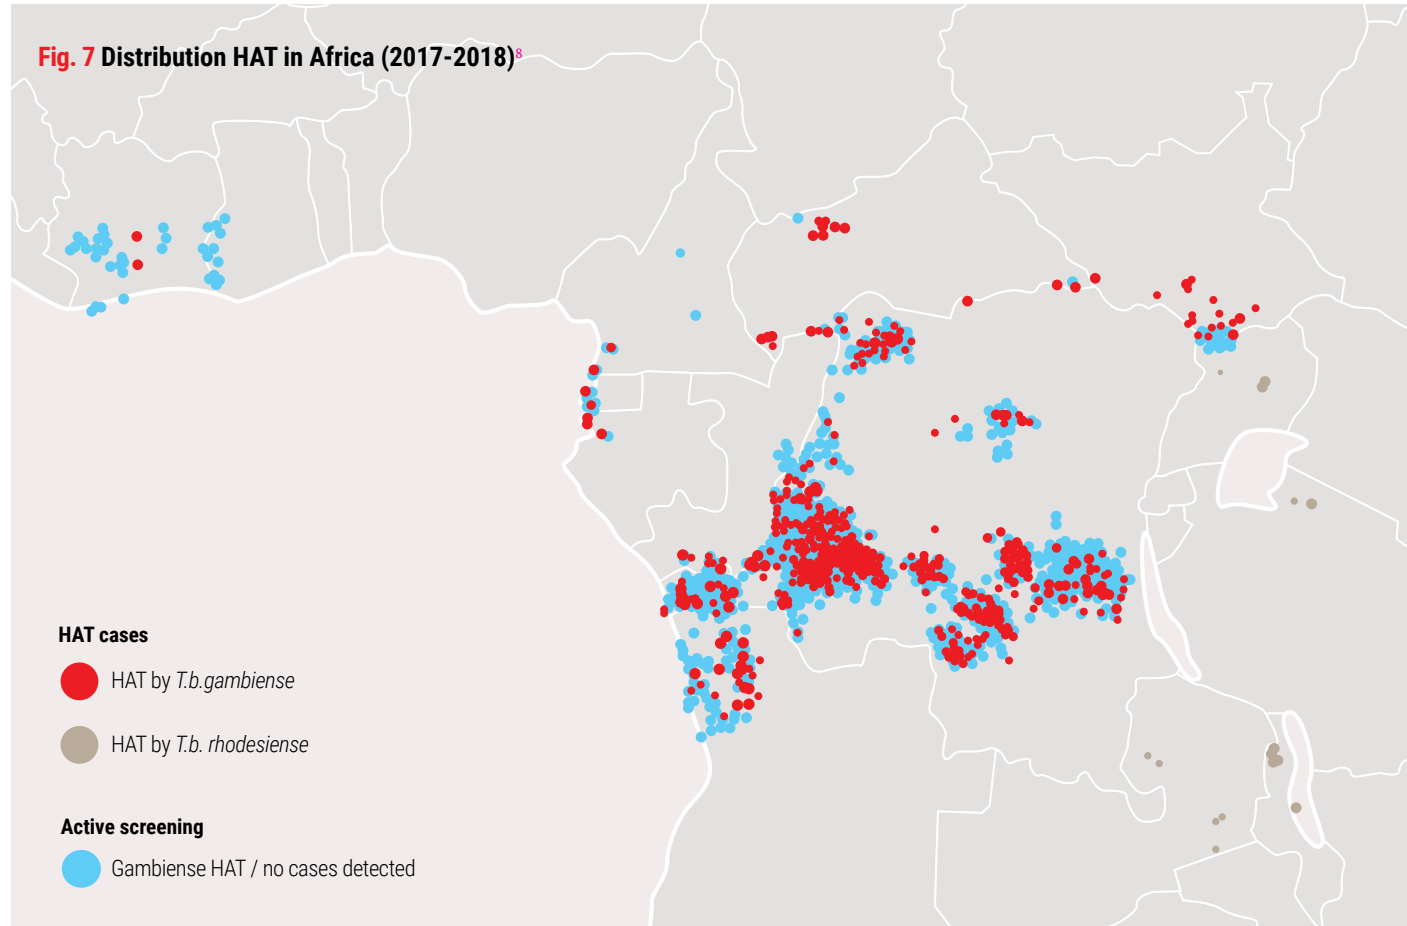 Fig. 7 Distribution HAT in Africa (2017-2018)8
HAT cases
HAT by T.b.gambiense
HAT by T.b. rhodesiense
Active screening
Gambiense HAT / no cases detected